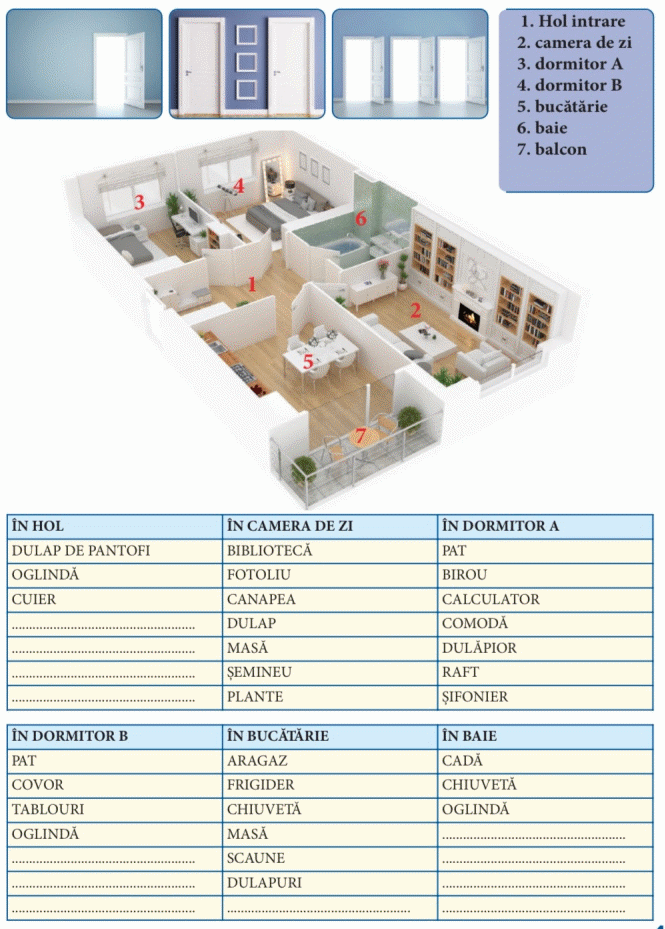 1. Hol intrare
2. camera de zi
3. dormitor A
4. dormitor B
5. bucătărie
6. baie
7. balcon
3
4
6
1
2
5
7
ÎN HOL ÎN CAMERA DE ZI ÎN DORMITOR A
DULAP DE PANTOFI BIBLIOTECĂ PAT
OGLINDĂ FOTOLIU BIROU
CUIER CANAPEA CALCULATOR
..................................................... DULAP COMODĂ
..................................................... MASĂ DULĂPIOR
..................................................... ȘEMINEU RAFT
..................................................... PLANTE ȘIFONIER
ÎN DORMITOR B ÎN BUCĂTĂRIE ÎN BAIE
PAT ARAGAZ CADĂ
COVOR FRIGIDER CHIUVETĂ
TABLOURI CHIUVETĂ OGLINDĂ
OGLINDĂ MASĂ .....................................................
..................................................... SCAUNE .....................................................
..................................................... DULAPURI .....................................................
..................................................... ..................................................... .....................................................